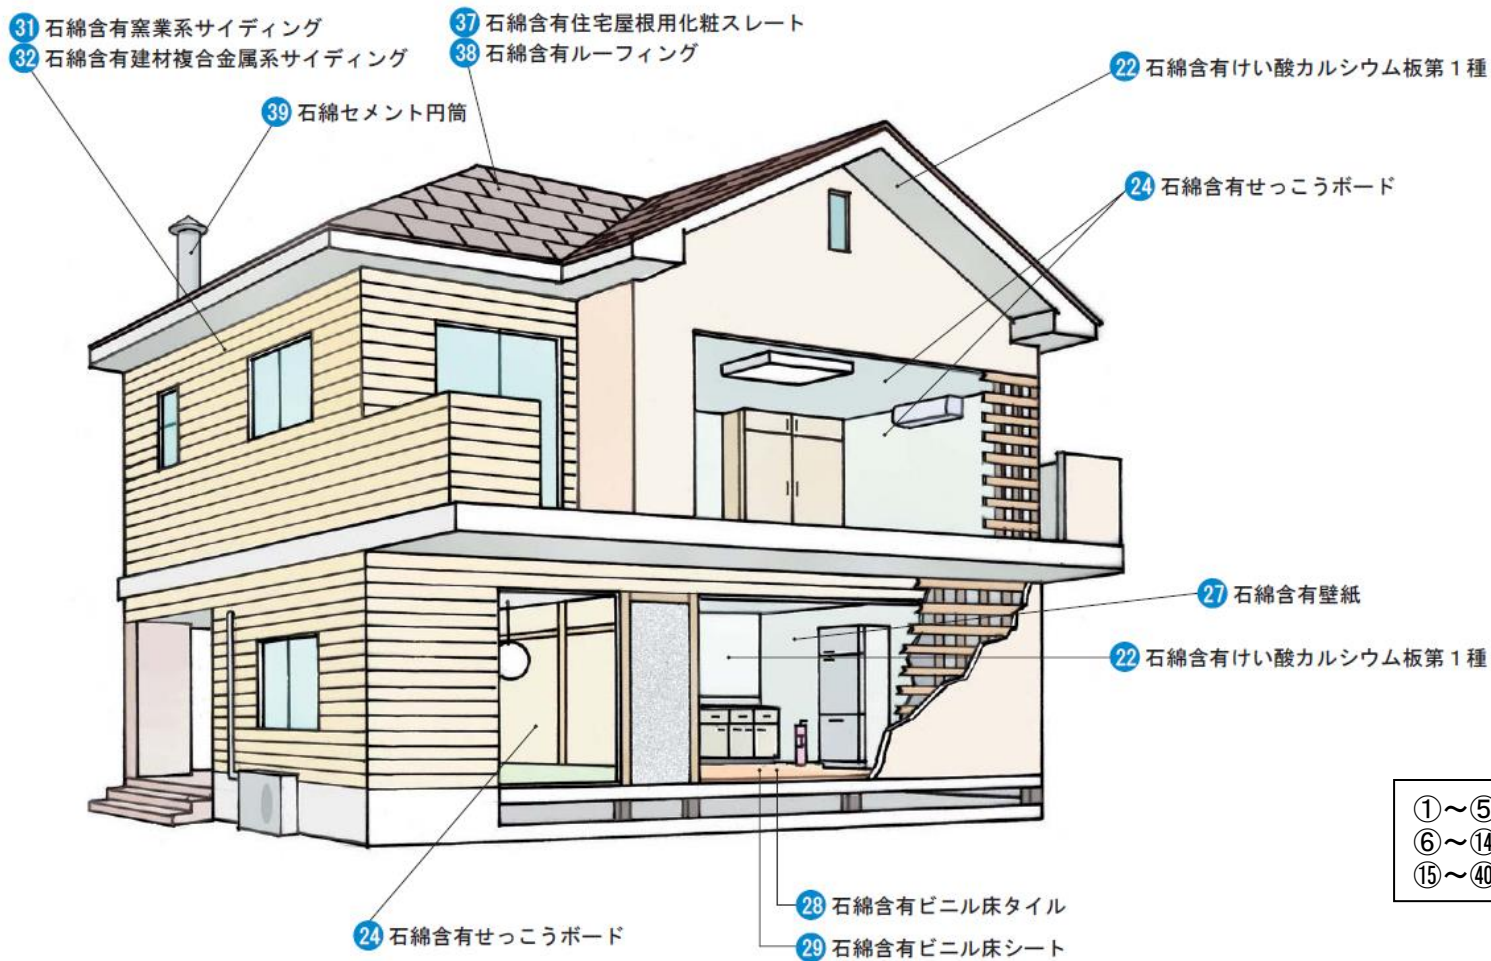 31 石綿含有窯業系サイディング
32 石綿含有建材複合金属系サイディング
37 石綿含有住宅屋根用化粧スレート
38 石綿含有ルーフィング
39 石綿セメント円筒
22 石綿含有けい酸カルシウム板第1種
24 石綿含有せっこうボード
27 石綿含有壁紙
22 石綿含有けい酸カルシウム板第1種
①～⑤
⑥～⑭
⑮～㊵
28 石綿含有ビニル床タイル
24 石綿含有せっこうボード
29 石綿含有ビニル床シート